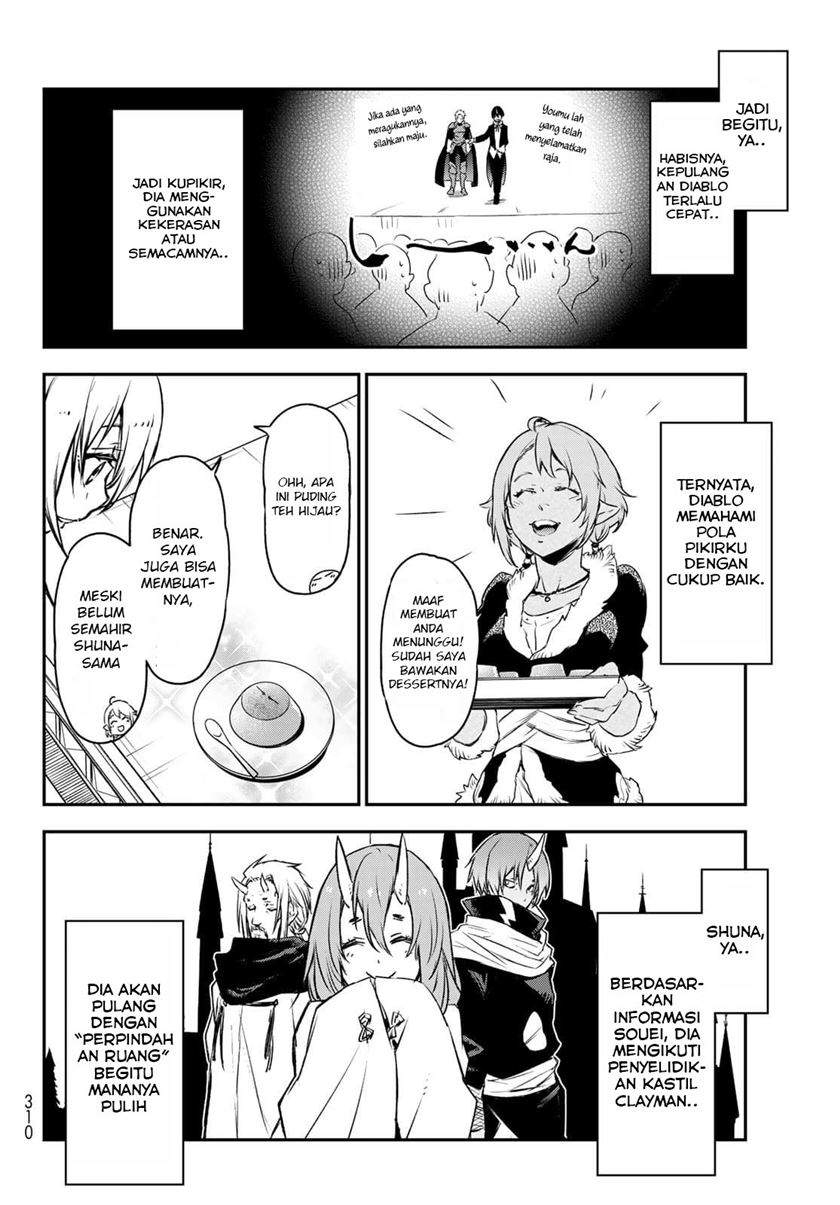 JADI
BEGITU,
YA..
HABISNYA,
KEPULANG
AN DIABLO
TERLALU
CEPAT..
Youmu lah
yang telah
menyelamatkan
raja.
Jika ada yang
meragukannya,
silahkan maju.
JADI KUPIKIR,
DIA MENG-
GUNAKAN
KEKERASAN
ATAU
SEMACAMNYA..
TERNYATA,
DIABLO
MEMAHAMI
POLA
PIKIRKU
DENGAN
CUKUP BAIK.
MAAF
MEMBUAT
ANDA
MENUNGGU!
SUDAH SAYA
BAWAKAN
DESSERTNYA!
OHH, APA
INI PUDING
TEH HIJAU?
BENAR.
SAYA
JUGA BISA
MEMBUAT-
NYA,
MESKI
BELUM
SEMAHIR
SHUNA-
SAMA
SHUNA,
YA..
BERDASAR-
KAN
INFORMASI
SOUEI, DIA
MENGIKUTI
PENYELIDIK-
AN KASTIL
CLAYMAN..
DIA AKAN
PULANG
DENGAN
"PERPINDAH
AN RUANG"
BEGITU
MANANYA
PULIH
310